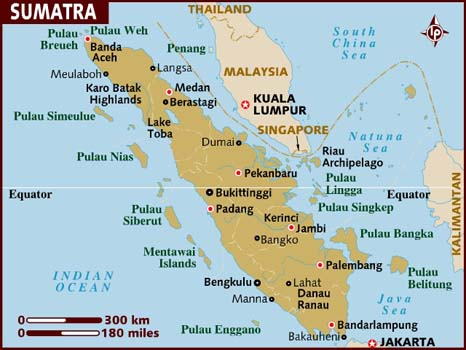 SUMATRA
THAILAND
Pulau
Breueh
Pulau Weh
Banda
Aceh
Penang
South
China
Sea
LP
Meulaboh
Langsa
MALAYSIA
Karo Batak
Highlands
Medan
Berastagi
KUALA
LUMPUR
Pulau Simeulue
Lake
Toba
SINGAPORE
Natuna
Sea
Dumai
Riau
Archipelago
Pulau Nias
Pekanbaru
Pulau
Lingga
KALIMANTAN
Equator
Equator
Bukittinggi
Pulau Singkep
Pulau
Siberut
Padang
Kerinci
Jambi
Pulau Bangka
Bangko
Mentawai
Islands
Palembang
Pulau
Belitung
INDIAN
OCEAN
Bengkulu
Lahat
Danau
Ranau
Manna
Java
Sea
0 300 km
0 180 miles
Pulau Enggano
Bandarlampung
Bakauheni
JAKARTA